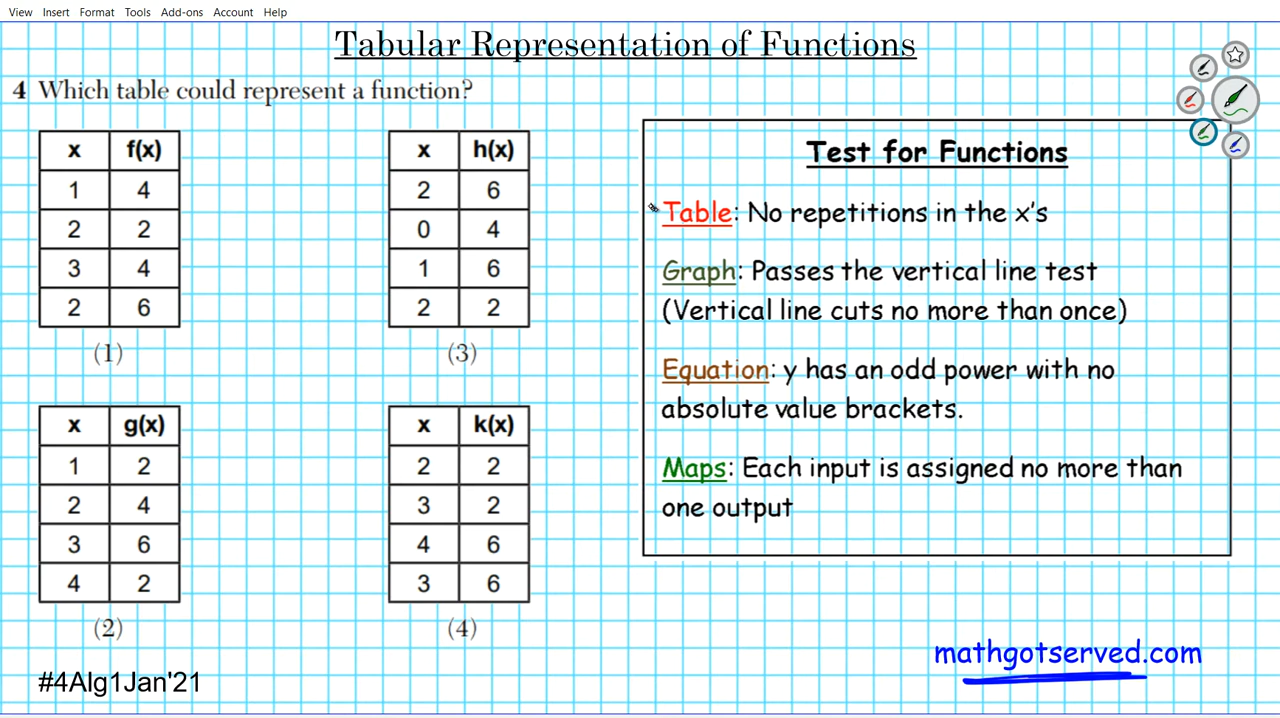 View Insert Format Tools Add-ons Account Help
Tabular Representation of Functions
4 Which table could represent a function?
x f(x)
1 4
2 2
3 4
2 6
(1)
x h(x)
2 6
0 4
1 6
2 2
(3)
x g(x)
1 2
2 4
3 6
4 2
(2)
x k(x)
2 2
3 2
4 6
3 6
(4)
Test for Functions
Table: No repetitions in the x's
Graph: Passes the vertical line test
(Vertical line cuts no more than once)
Equation: y has an odd power with no
absolute value brackets.
Maps: Each input is assigned no more than
one output
mathgotserved.com
#4Alg1Jan'21